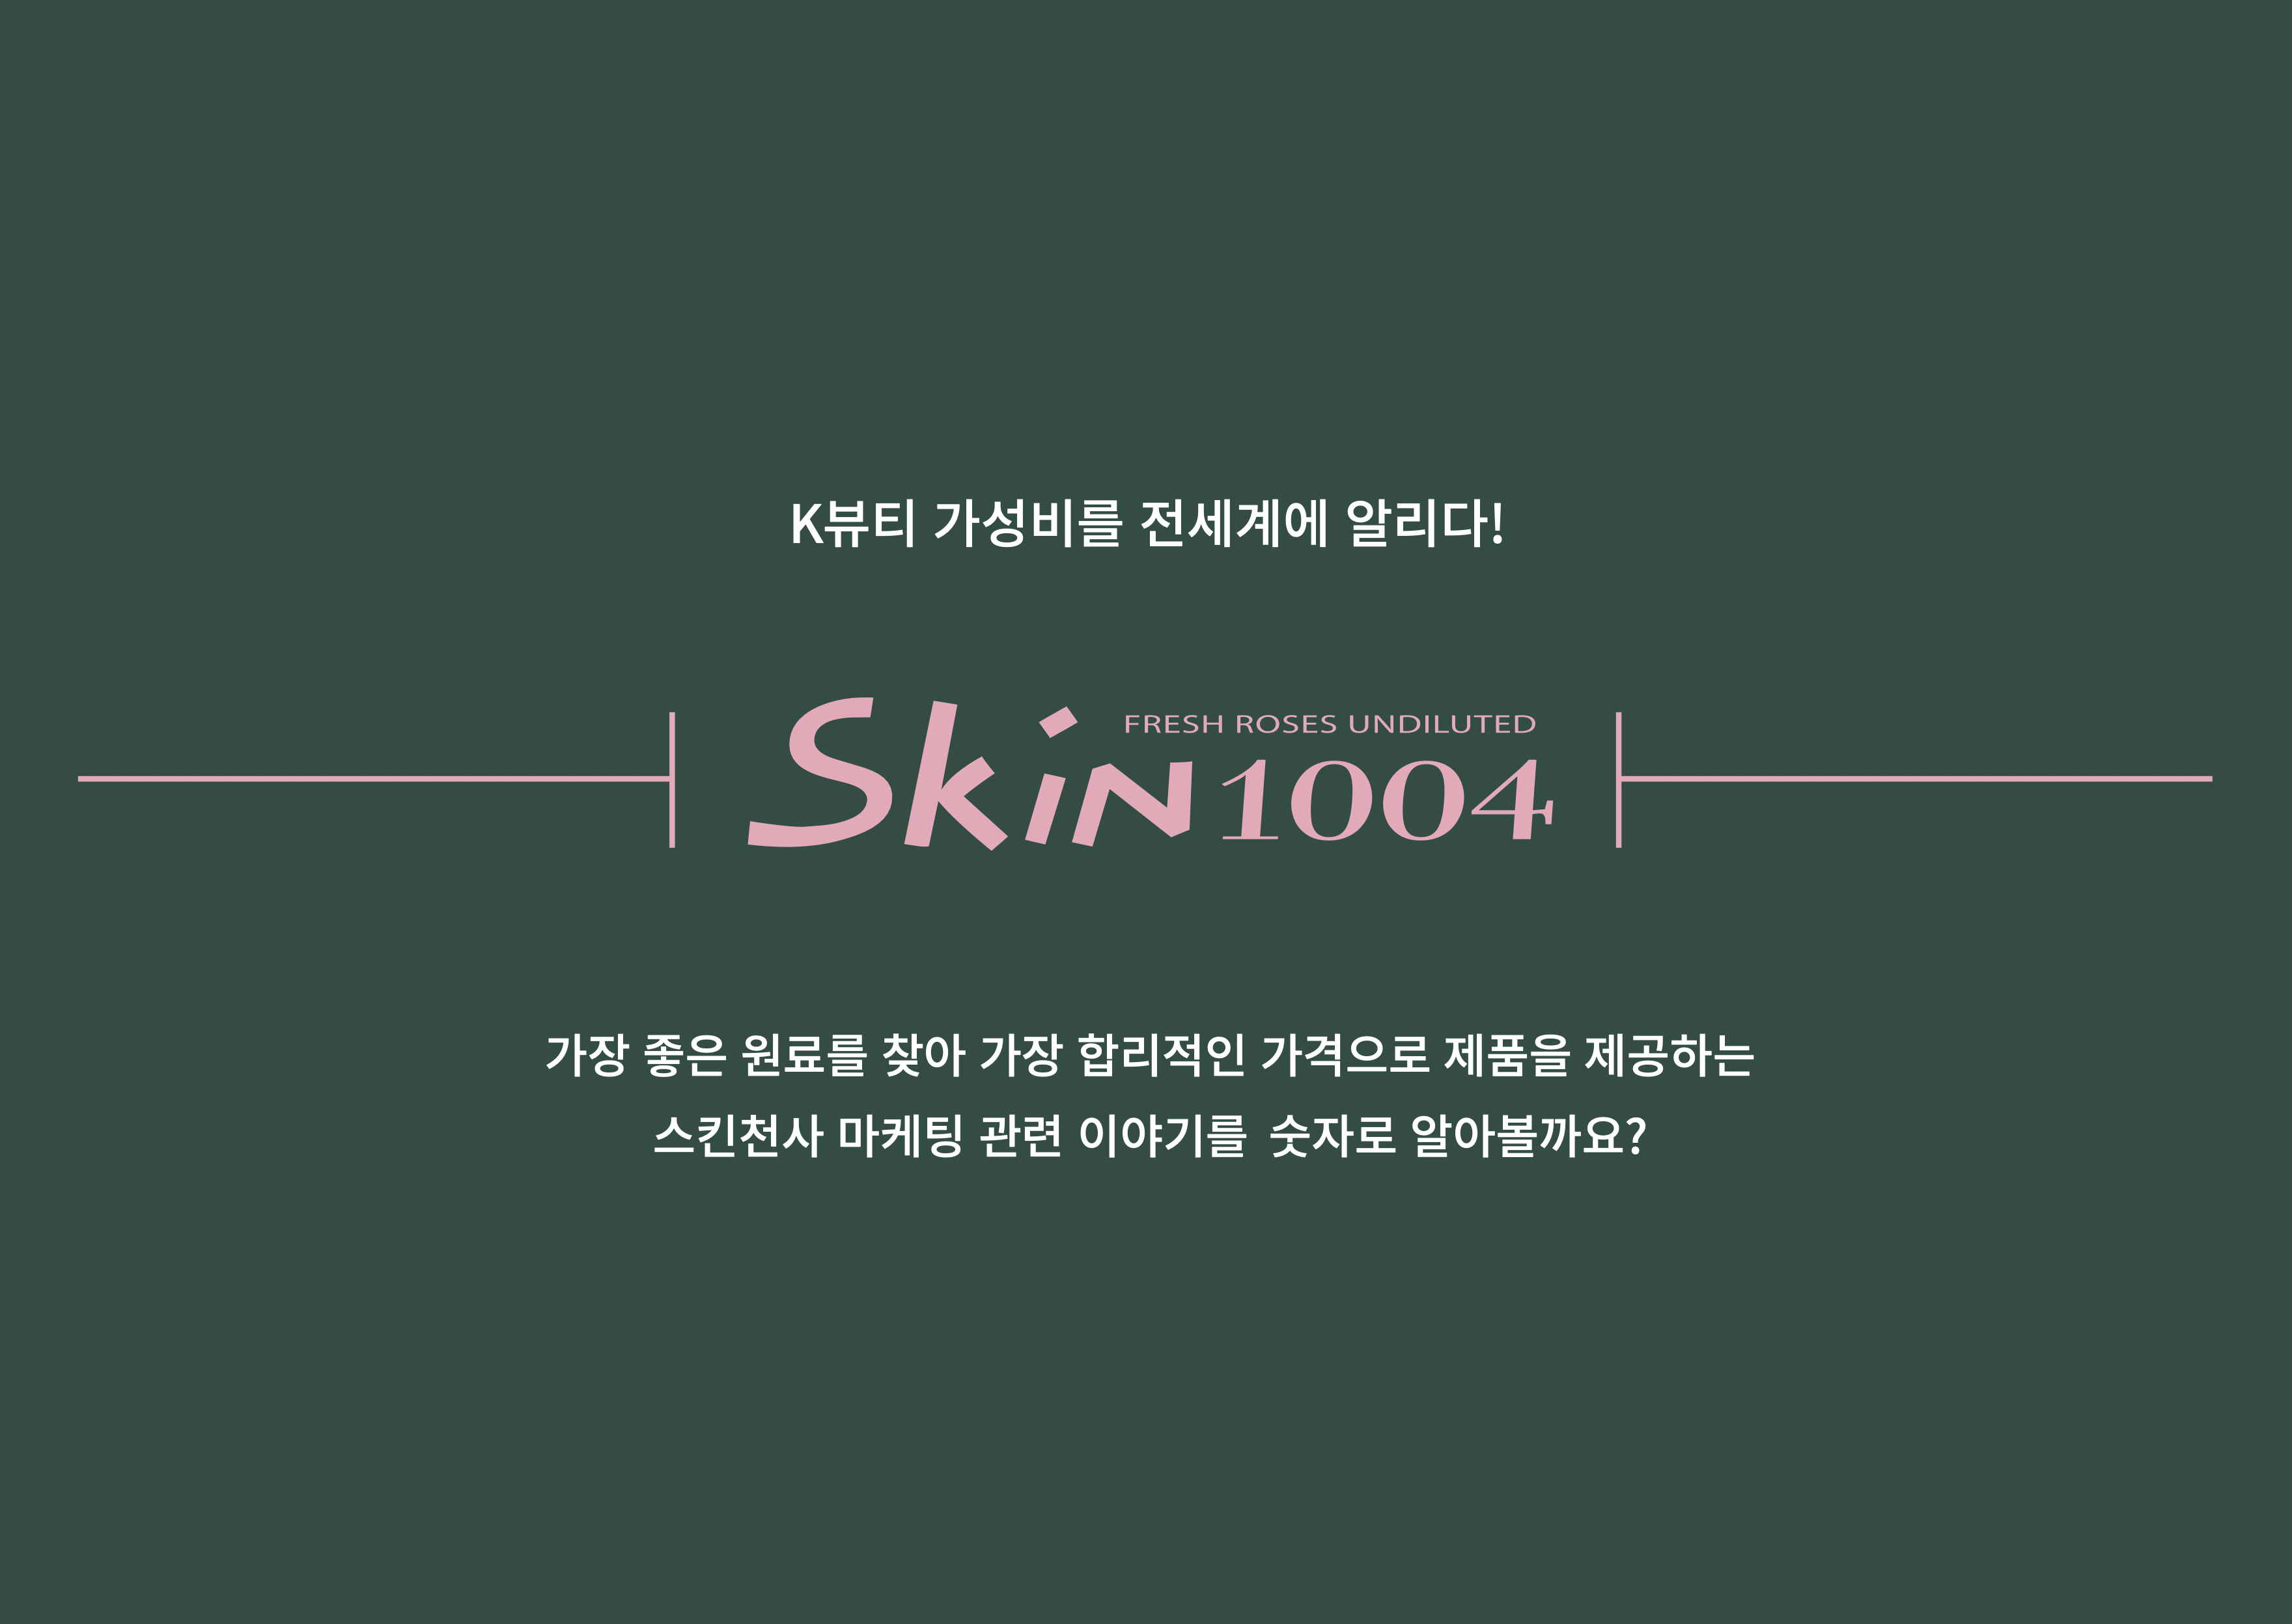 K뷰티 가성비를 전세계에 알리다!
FRESH ROSES UNDILUTED
Skin1004
가장 좋은 원료를 찾아 가장 합리적인 가격으로 제품을 제공하는
스킨천사 마케팅 관련 이야기를 숫자로 알아볼까요?